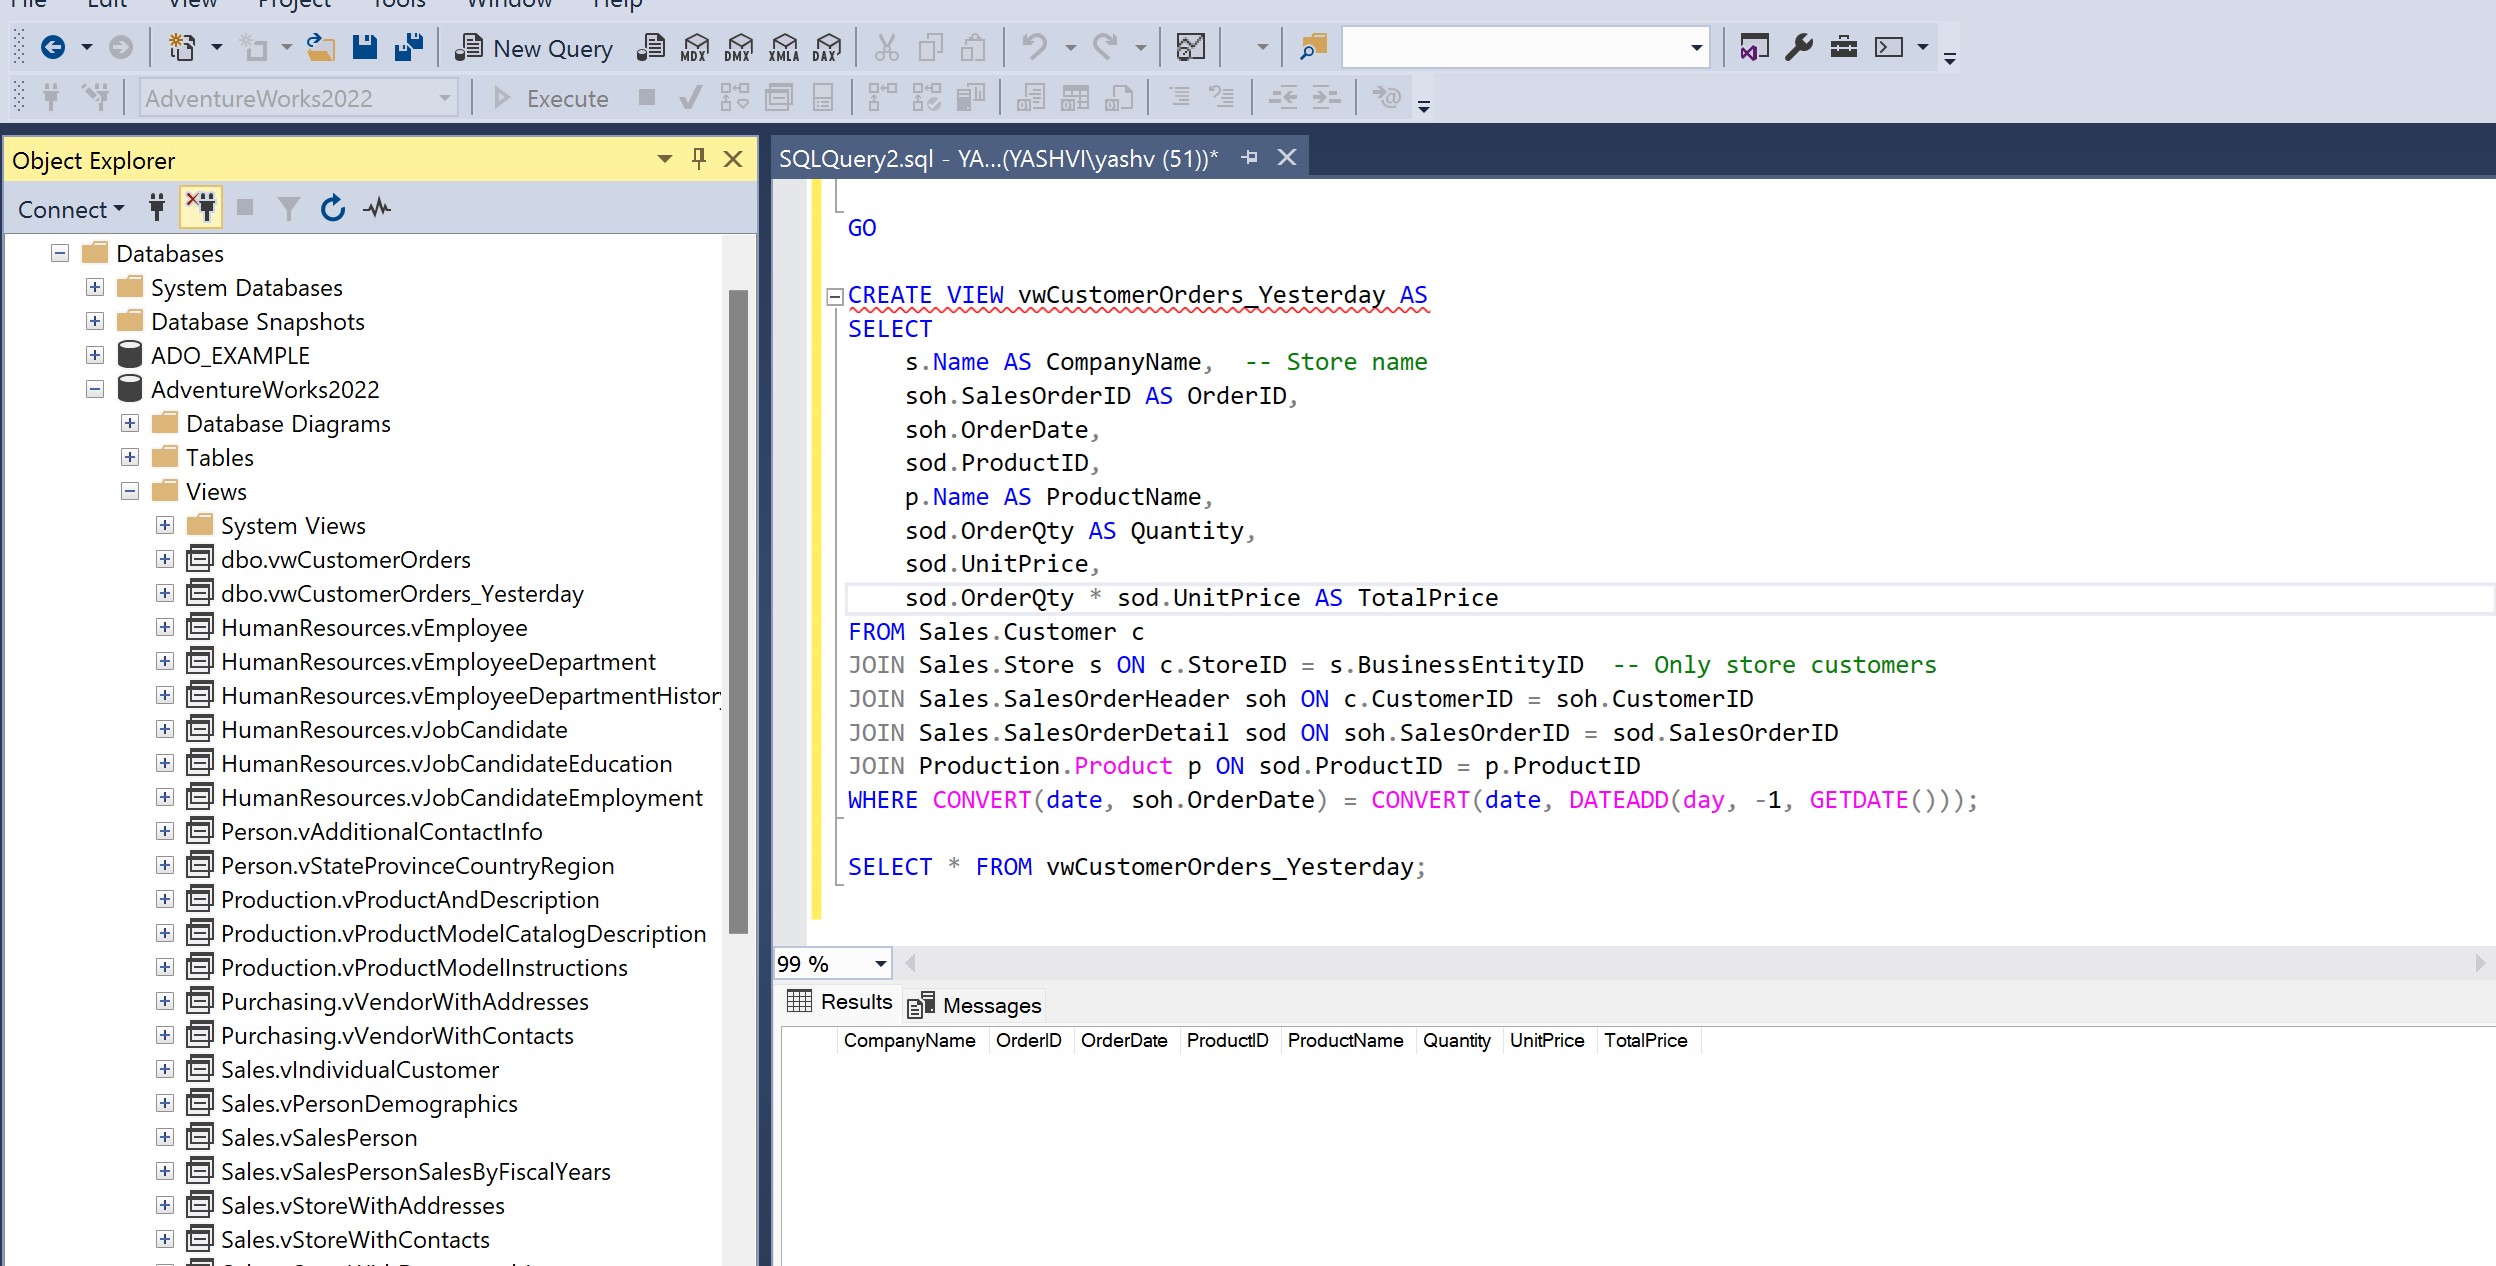 File Edit View Project Tools Window Help
New Query MDX DMX XMLA DAX
AdventureWorks2022 Execute
Object Explorer
Connect
Databases
System Databases
Database Snapshots
ADO_EXAMPLE
AdventureWorks2022
Database Diagrams
Tables
Views
System Views
dbo.vwCustomerOrders
dbo.vwCustomerOrders_Yesterday
HumanResources.vEmployee
HumanResources.vEmployeeDepartment
HumanResources.vEmployeeDepartmentHistory
HumanResources.vJobCandidate
HumanResources.vJobCandidateEducation
HumanResources.vJobCandidateEmployment
Person.vAdditionalContactInfo
Person.vStateProvinceCountryRegion
Production.vProductAndDescription
Production.vProductModelCatalogDescription
Production.vProductModelInstructions
Purchasing.vVendorWithAddresses
Purchasing.vVendorWithContacts
Sales.vIndividualCustomer
Sales.vPersonDemographics
Sales.vSalesPerson
Sales.vSalesPersonSalesByFiscalYears
Sales.vStoreWithAddresses
Sales.vStoreWithContacts
SQLQuery2.sql - YA...(YASHVI\yashv (51))*
GO
CREATE VIEW vwCustomerOrders_Yesterday AS
SELECT
s.Name AS CompanyName,  -- Store name
soh.SalesOrderID AS OrderID,
soh.OrderDate,
sod.ProductID,
p.Name AS ProductName,
sod.OrderQty AS Quantity,
sod.UnitPrice,
sod.OrderQty * sod.UnitPrice AS TotalPrice
FROM Sales.Customer c
JOIN Sales.Store s ON c.StoreID = s.BusinessEntityID  -- Only store customers
JOIN Sales.SalesOrderHeader soh ON c.CustomerID = soh.CustomerID
JOIN Sales.SalesOrderDetail sod ON soh.SalesOrderID = sod.SalesOrderID
JOIN Production.Product p ON sod.ProductID = p.ProductID
WHERE CONVERT(date, soh.OrderDate) = CONVERT(date, DATEADD(day, -1, GETDATE()));
SELECT * FROM vwCustomerOrders_Yesterday;
99 %
Results Messages
CompanyName OrderID OrderDate ProductID ProductName Quantity UnitPrice TotalPrice